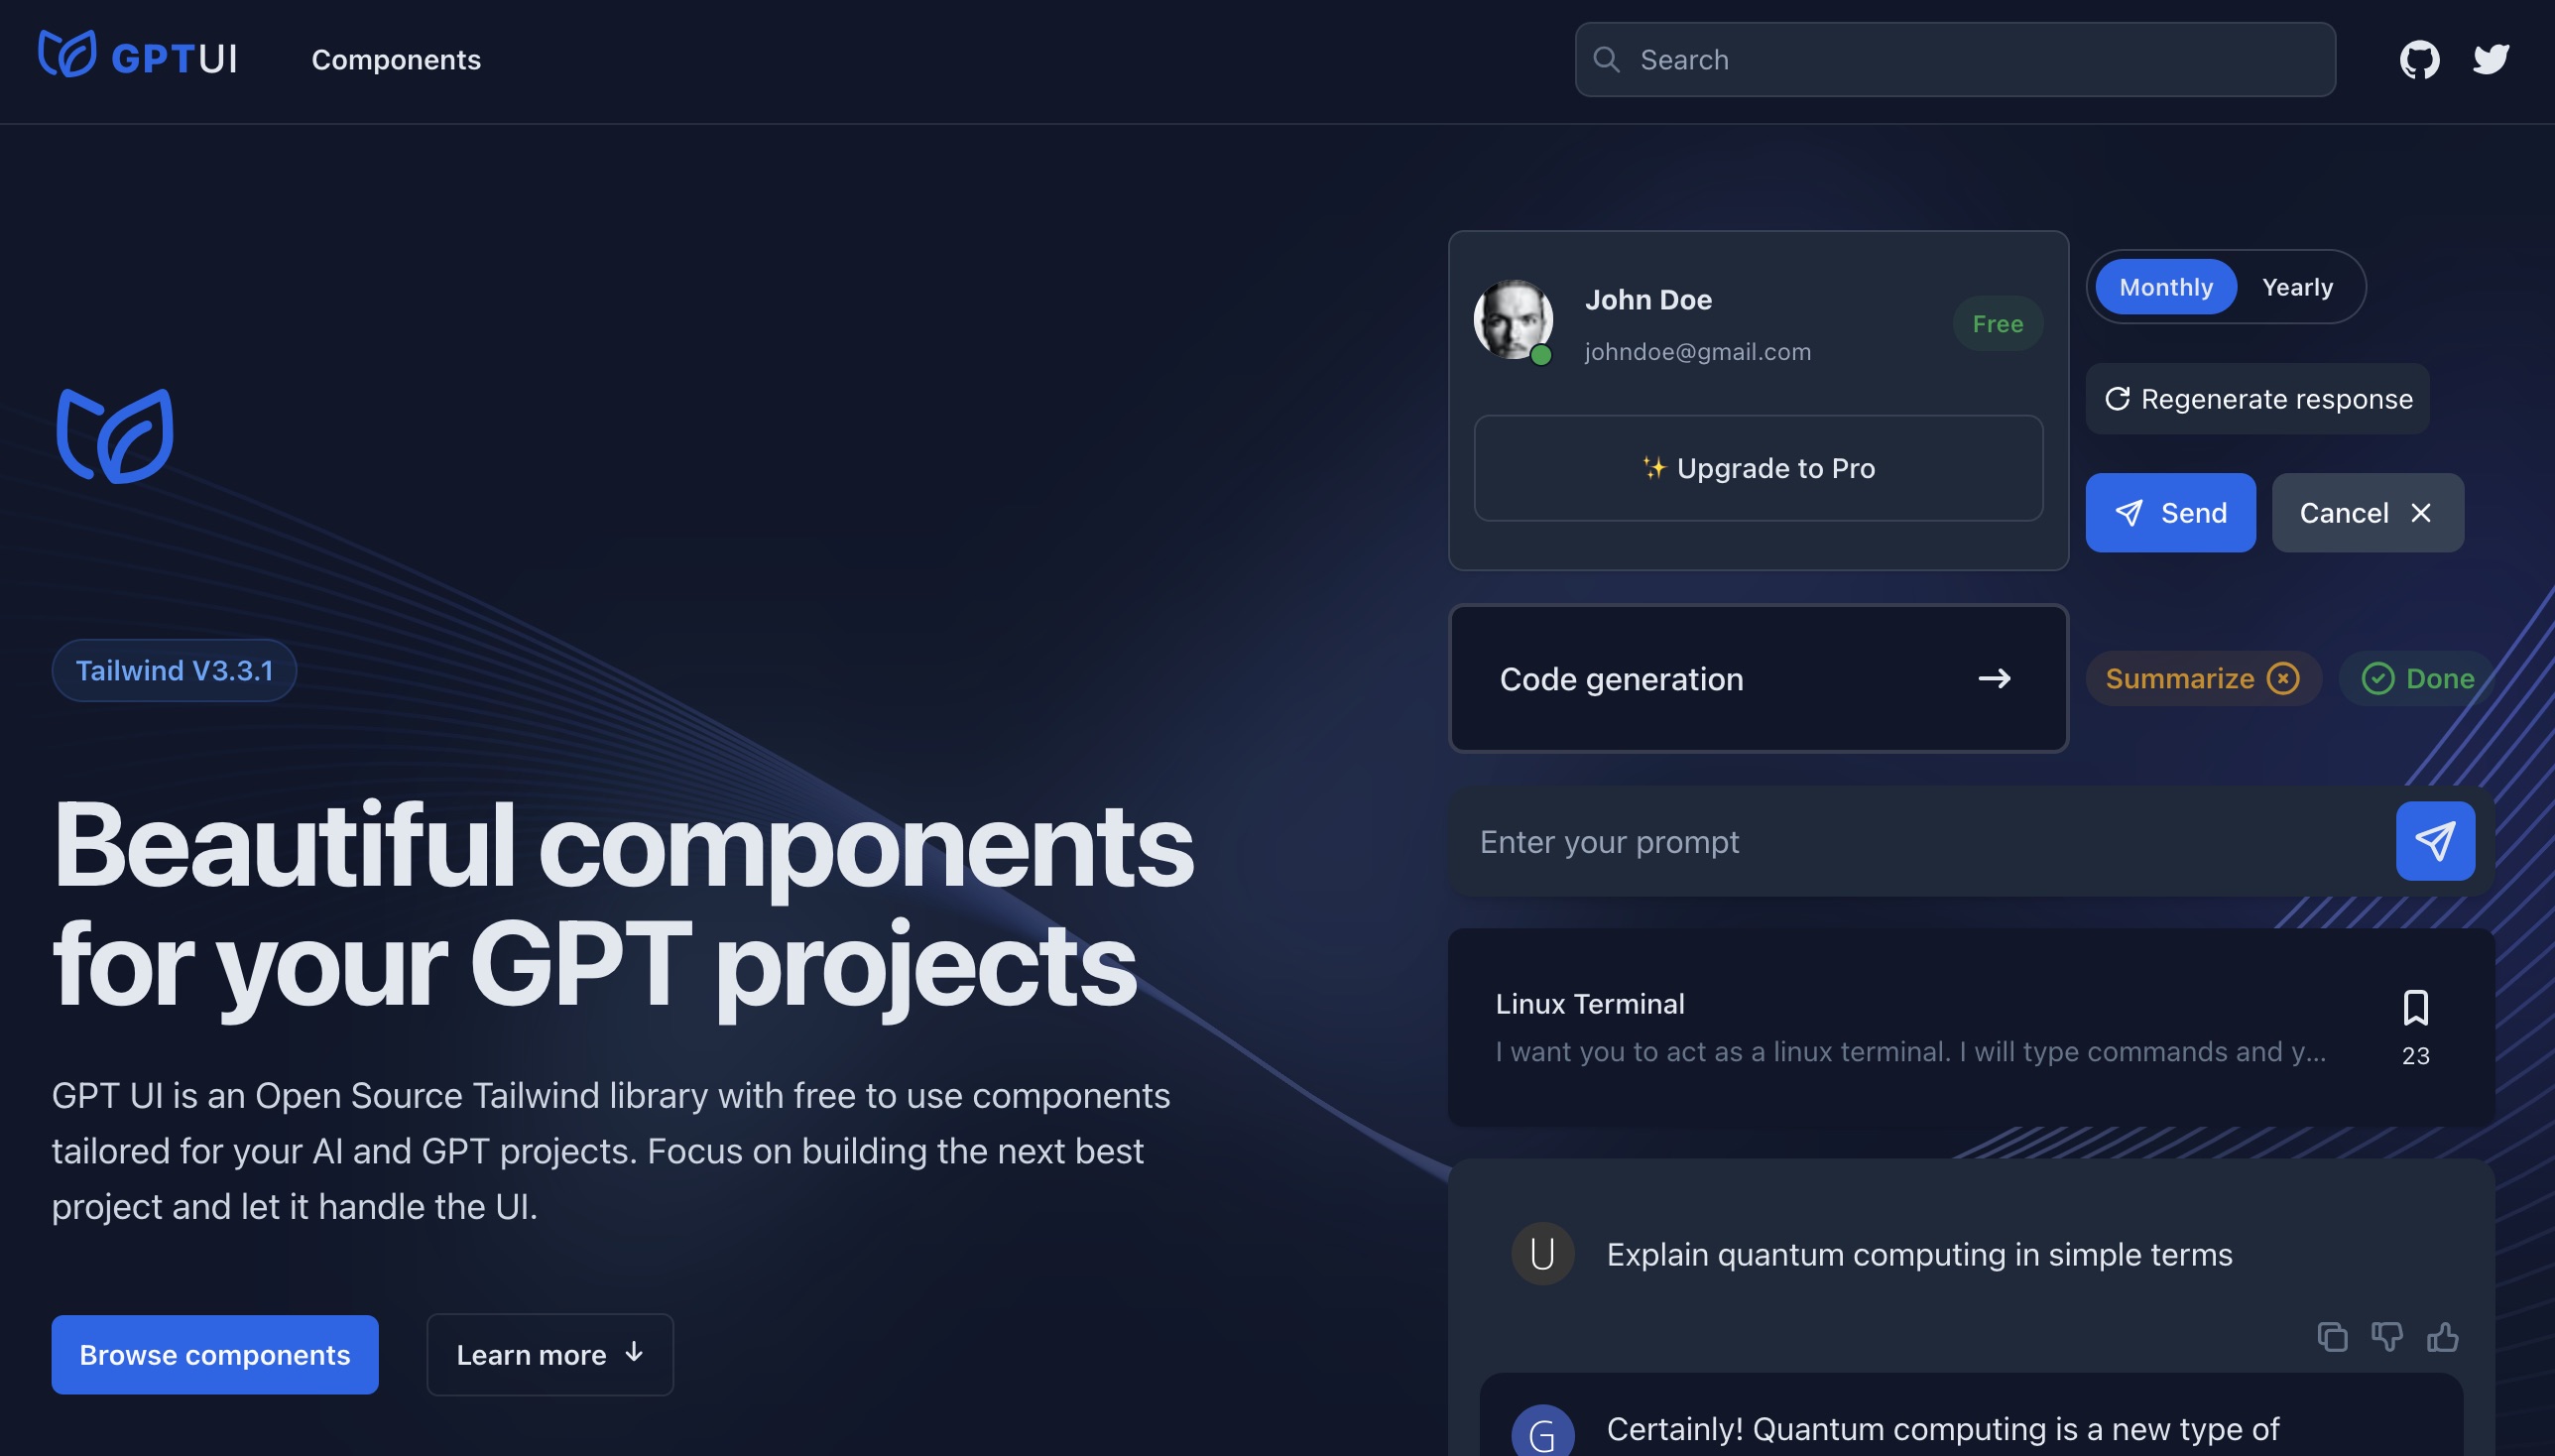 GPTUI
Components
Search
Tailwind V3.3.1
Beautiful components
for your GPT projects
GPT UI is an Open Source Tailwind library with free to use components
tailored for your AI and GPT projects. Focus on building the next best
project and let it handle the UI.
Browse components
Learn more
John Doe
johndoe@gmail.com
Free
✨ Upgrade to Pro
Monthly
Yearly
Regenerate response
Send
Cancel
Code generation
Summarize
Done
Enter your prompt
Linux Terminal
I want you to act as a linux terminal. I will type commands and y...
23
U
Explain quantum computing in simple terms
G
Certainly! Quantum computing is a new type of